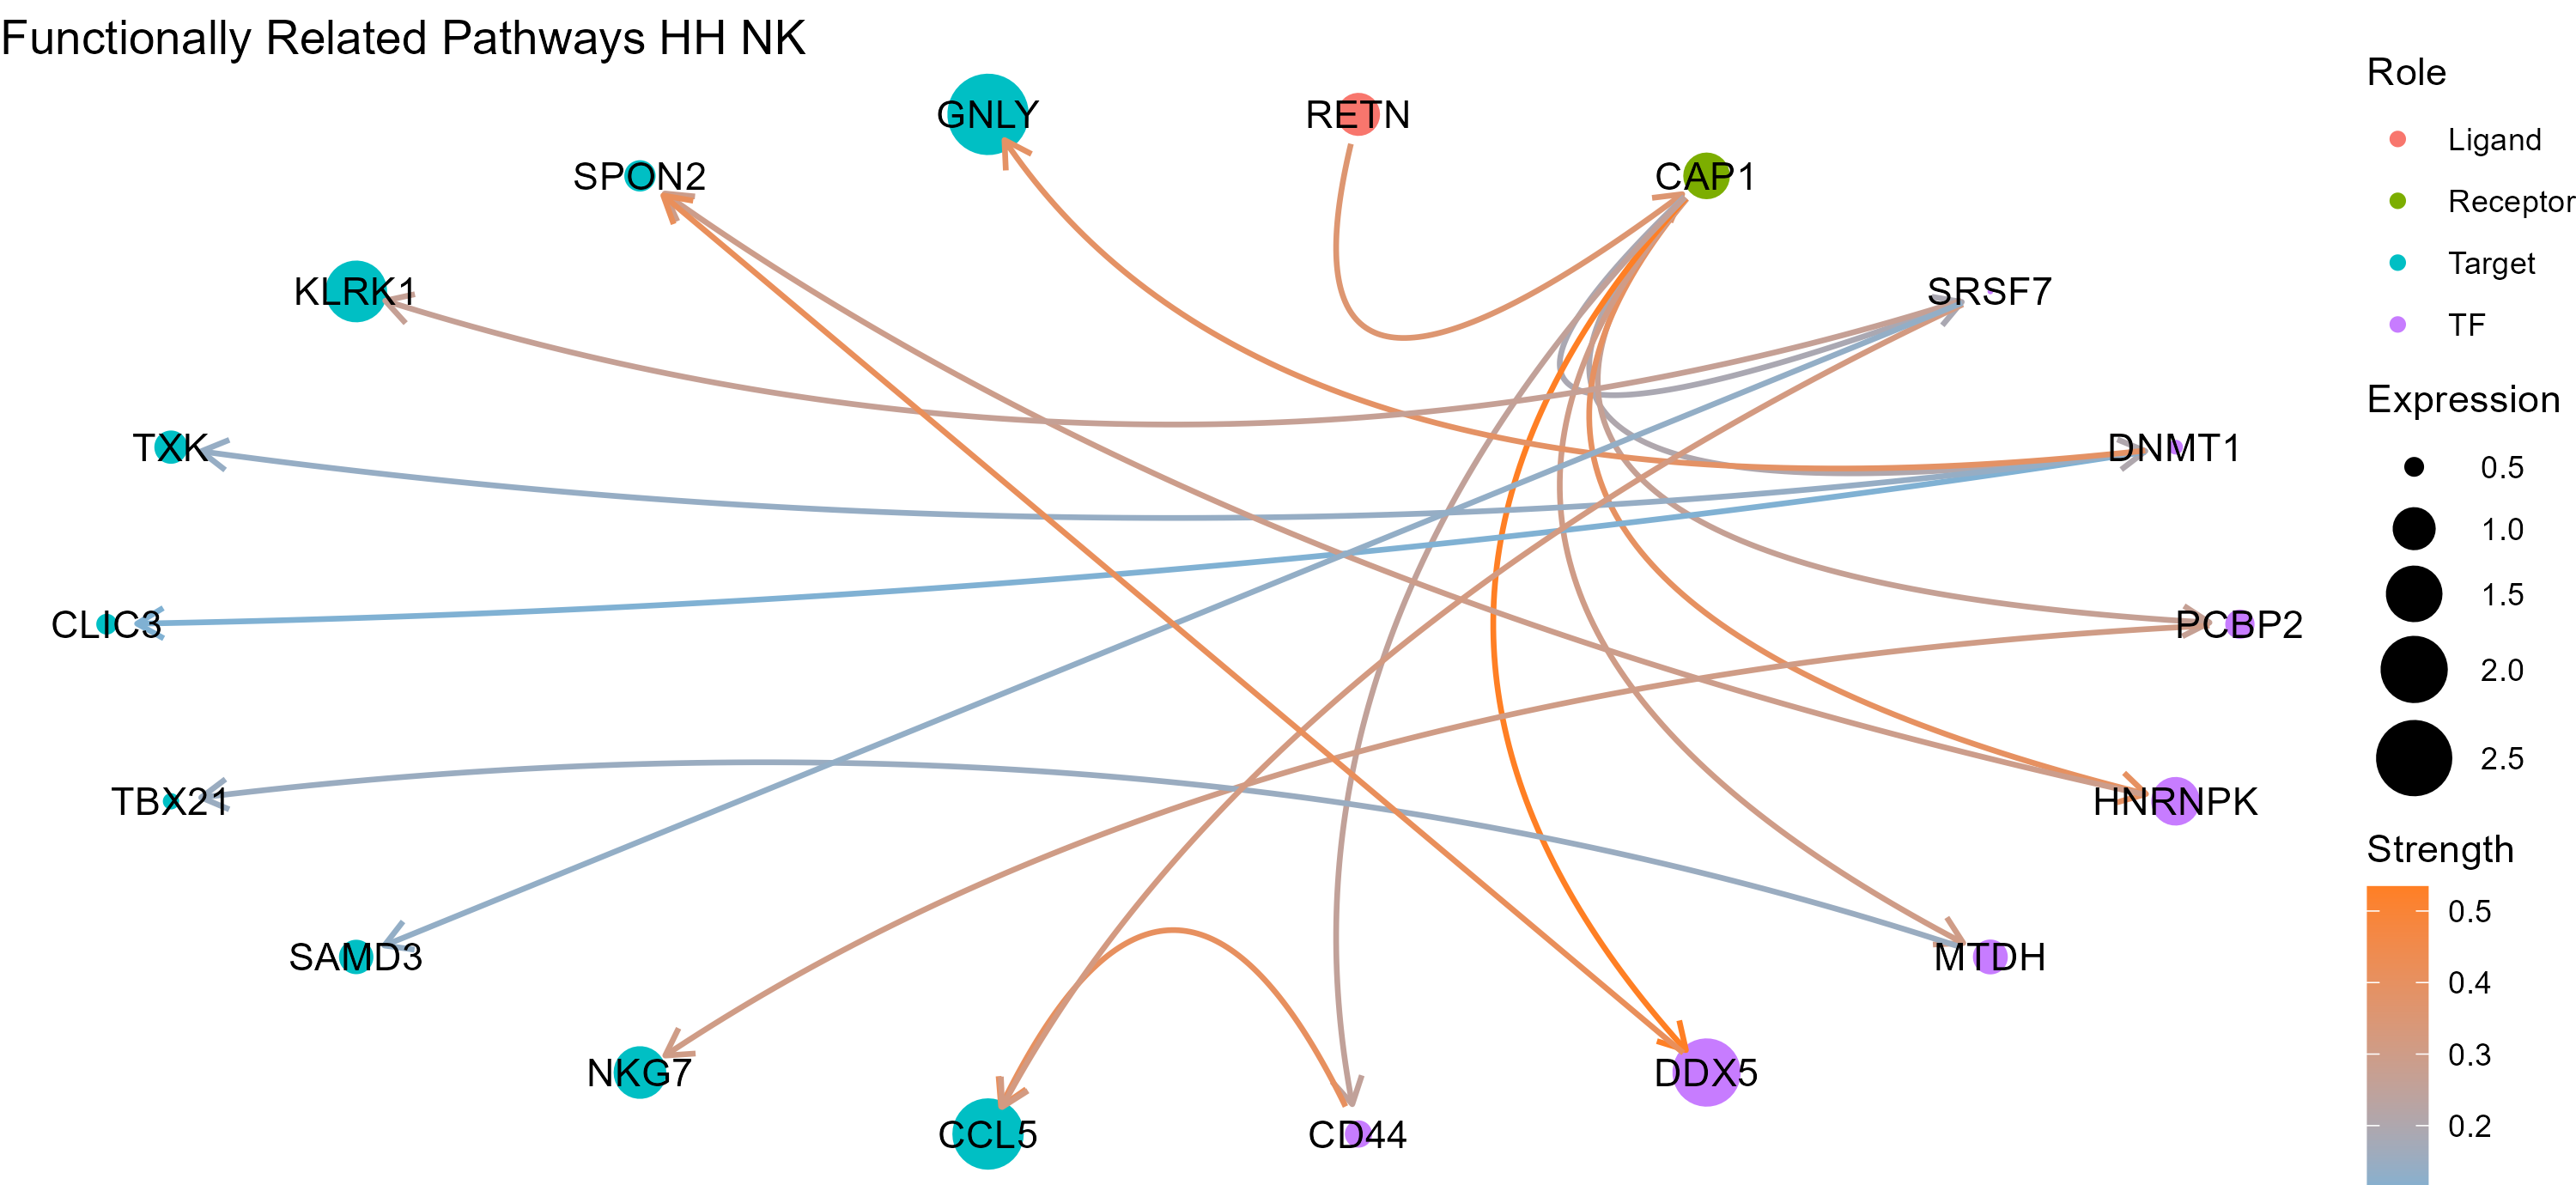 Functionally Related Pathways HH NK
GNLY
RETN
SPON2
CAP1
KLRK1
SRSF7
TXK
DNMT1
CLIC3
PCBP2
TBX21
HNRNPK
SAMD3
MTDH
NKG7
DDX5
CCL5
CD44
Role
Ligand
Receptor
Target
TF
Expression
0.5
1.0
1.5
2.0
2.5
Strength
0.5
0.4
0.3
0.2